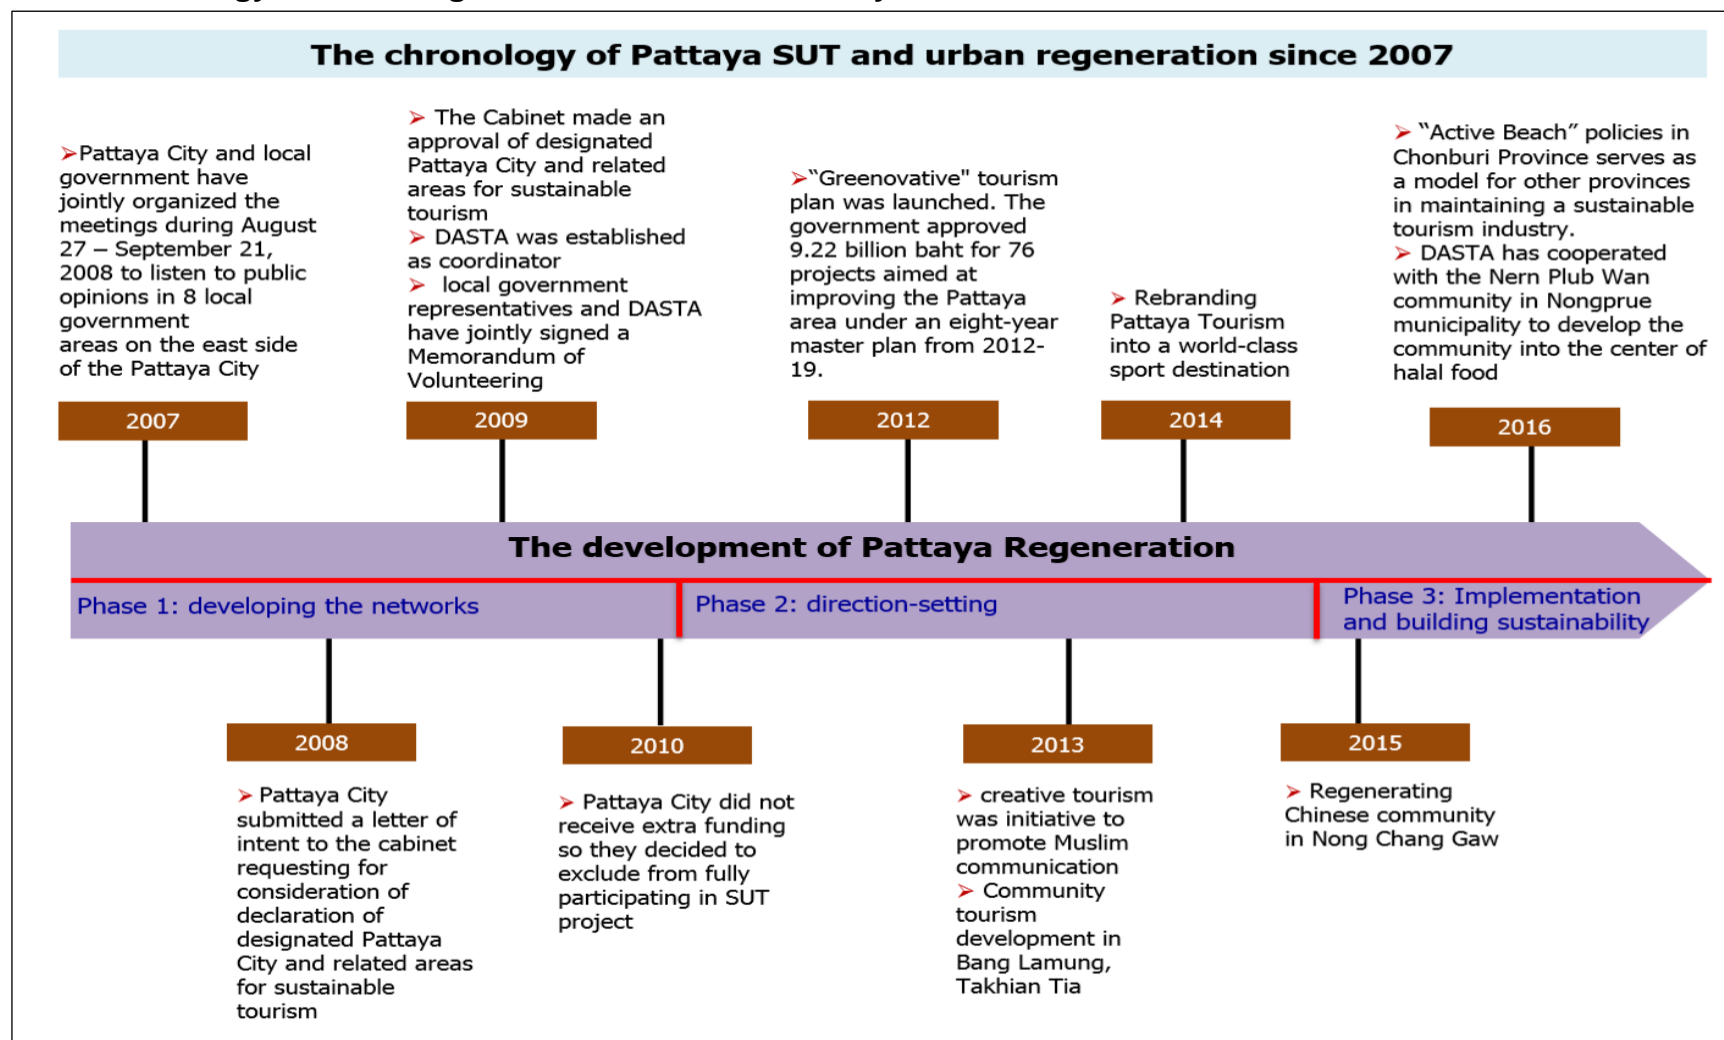 The chronology of Pattaya SUT and urban regeneration since 2007
➢Pattaya City and local
government have
jointly organized the
meetings during August
27 – September 21,
2008 to listen to public
opinions in 8 local
government
areas on the east side
of the Pattaya City
2007
➢ The Cabinet made an
approval of designated
Pattaya City and related
areas for sustainable
tourism
➢ DASTA was established
as coordinator
➢ local government
representatives and DASTA
have jointly signed a
Memorandum of
Volunteering
2009
➢“Greenovative" tourism
plan was launched. The
government approved
9.22 billion baht for 76
projects aimed at
improving the Pattaya
area under an eight-year
master plan from 2012-
19.
2012
➢ Rebranding
Pattaya Tourism
into a world-class
sport destination
2014
➢ “Active Beach” policies in
Chonburi Province serves as
a model for other provinces
in maintaining a sustainable
tourism industry.
➢ DASTA has cooperated
with the Nern Plub Wan
community in Nongprue
municipality to develop the
community into the center of
halal food
2016
The development of Pattaya Regeneration
Phase 1: developing the networks
Phase 2: direction-setting
Phase 3: Implementation
and building sustainability
2008
➢ Pattaya City
submitted a letter of
intent to the cabinet
requesting for
consideration of
declaration of
designated Pattaya
City and related areas
for sustainable
tourism
2010
➢ Pattaya City did not
receive extra funding
so they decided to
exclude from fully
participating in SUT
project
2013
➢ creative tourism
was initiative to
promote Muslim
communication
➢ Community
tourism
development in
Bang Lamung,
Takhian Tia
2015
➢ Regenerating
Chinese community
in Nong Chang Gaw